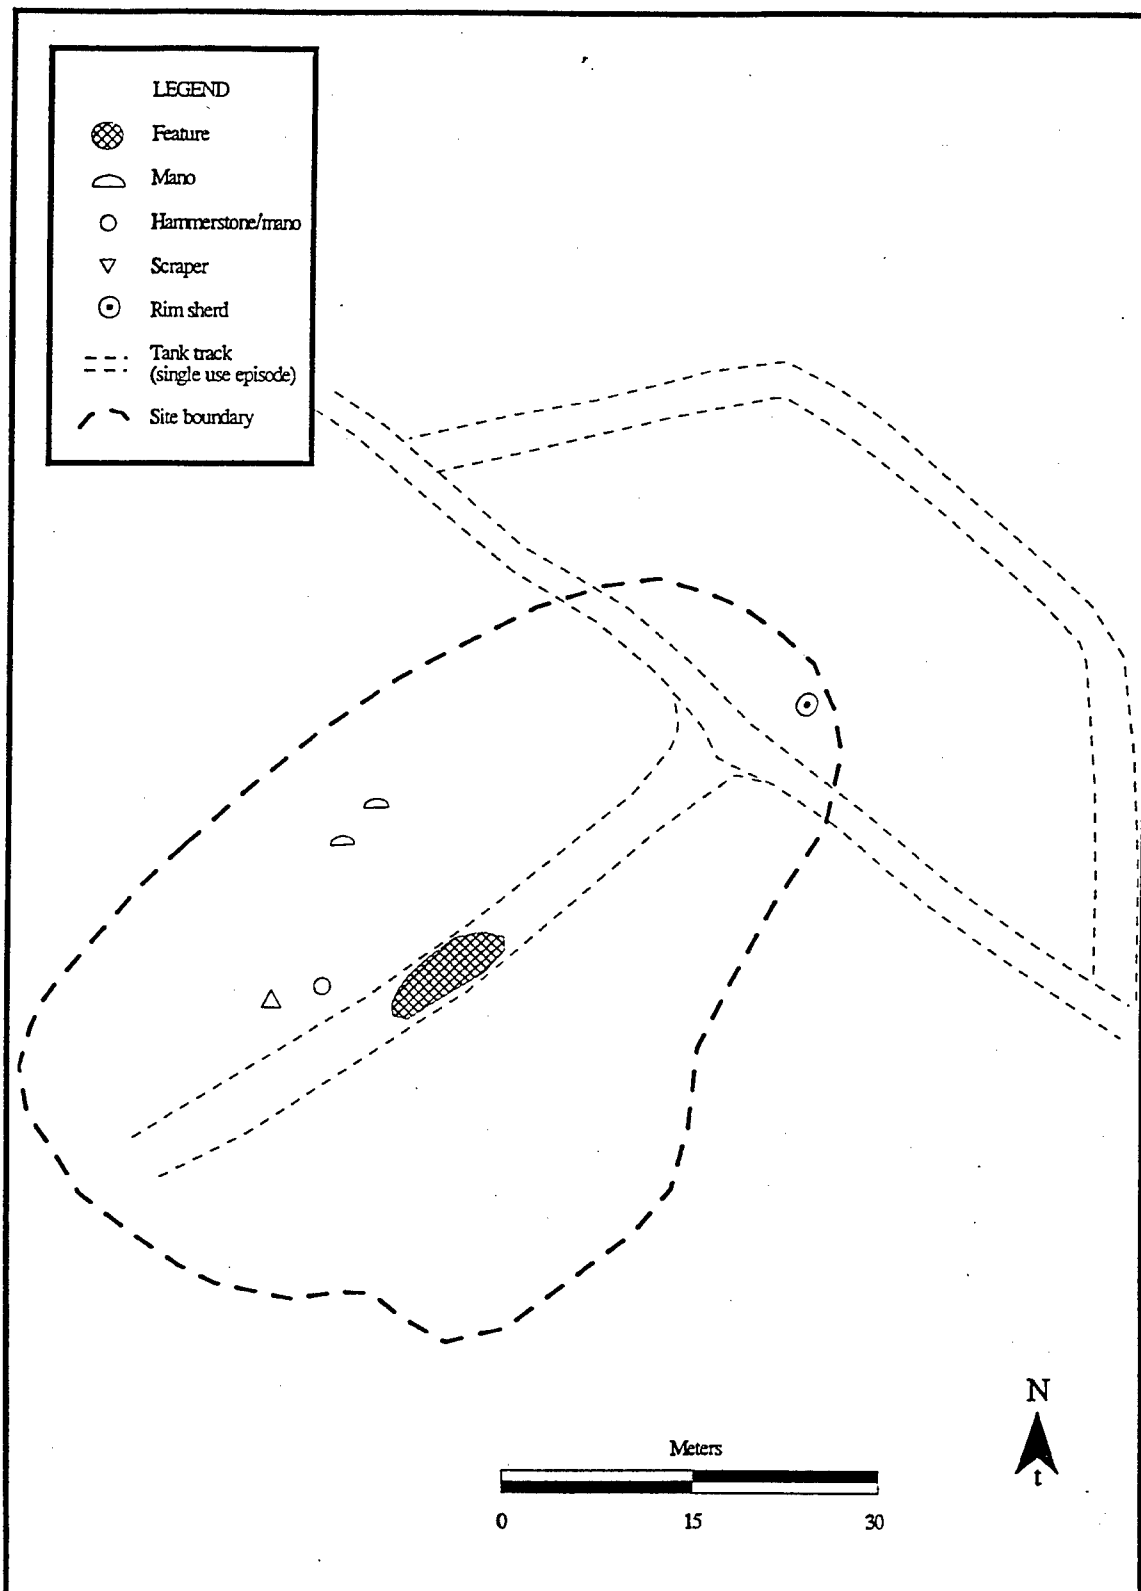 LEGEND
Feature
Mano
Hammerstone/mano
Scraper
Rim sherd
Tank track
(single use episode)
Site boundary
N
t
Meters
0 15 30